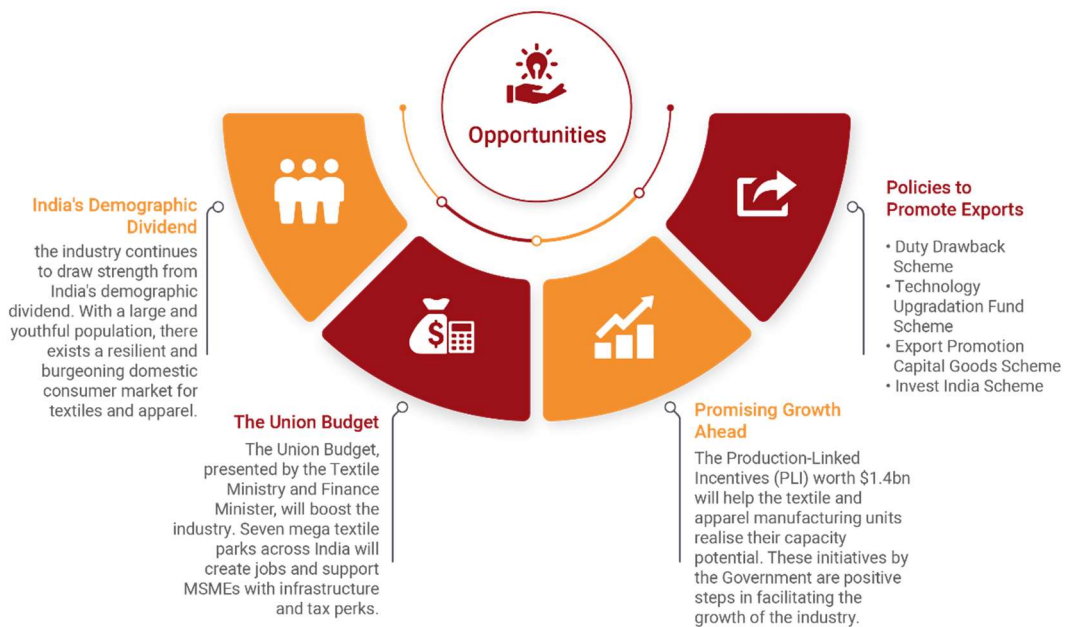 Opportunities
India's Demographic
Dividend
the industry continues
to draw strength from
India's demographic
dividend. With a large and
youthful population, there
exists a resilient and
burgeoning domestic
consumer market for
textiles and apparel.
The Union Budget
The Union Budget,
presented by the Textile
Ministry and Finance
Minister, will boost the
industry. Seven mega textile
parks across India will
create jobs and support
MSMEs with infrastructure
and tax perks.
$
Promising Growth
Ahead
The Production-Linked
Incentives (PLI) worth $1.4bn
will help the textile and
apparel manufacturing units
realise their capacity
potential. These initiatives by
the Government are positive
steps in facilitating the
growth of the industry.
Policies to
Promote Exports
• Duty Drawback
Scheme
• Technology
Upgradation Fund
Scheme
• Export Promotion
Capital Goods Scheme
• Invest India Scheme